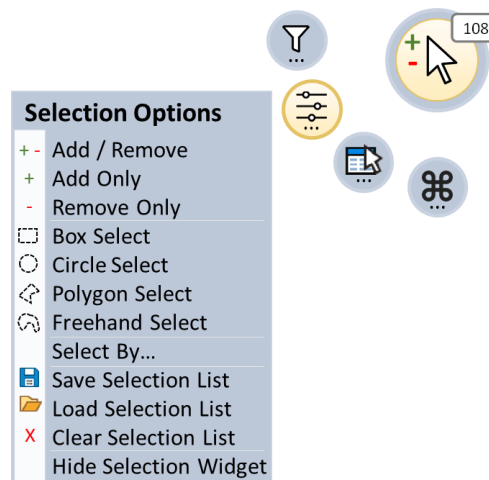 108
Selection Options
+ - Add / Remove
+ Add Only
- Remove Only
Box Select
Circle Select
Polygon Select
Freehand Select
Select By...
Save Selection List
Load Selection List
X Clear Selection List
Hide Selection Widget